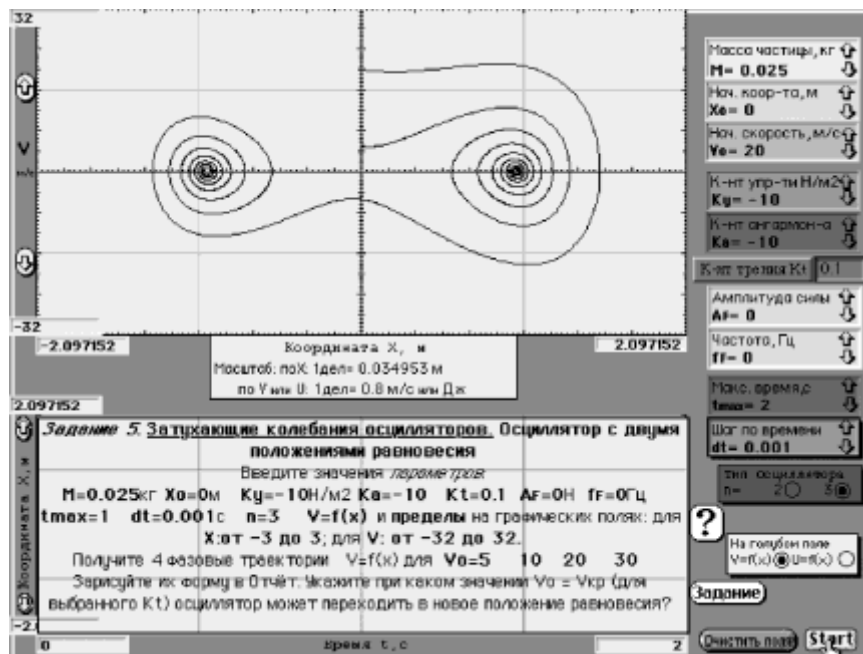 32
V
м/с
-32
-2.097152
Координата X, м
2.097152
Масштаб: поX: 1дел= 0.034953 м
по V или U: 1дел= 0.8 м/с или Дж
Масса частицы, кг
M= 0.025
Нач. коор-та, м
Xo= 0
Нач. скорость, м/с
Vo= 20
К-нт упр-ти Н/м2
Ky= -10
К-нт ангармон-а
Ka= -10
К-нт трения Kt 0.1
Амплитуда силы
AF= 0
Частота, Гц
fF= 0
Макс. время, с
tmax= 2
Шаг по времени
dt= 0.001
тип осциллятора
n= 2 3
2.097152
Координата X, м
Задание 5. Затухающие колебания осцилляторов. Осциллятор с двумя
положениями равновесия
Введите значения параметров:
M=0.025кг Xo=0м Ky=-10Н/м2 Ka=-10 Kt=0.1 AF=0Н fF=0Гц
tmax=1 dt=0.001с n=3 V=f(x) и пределы на графических полях: для
X:от -3 до 3; для V: от -32 до 32.
Получите 4 фазовые траектории V=f(x) для Vo=5 10 20 30
Зарисуйте их форму в Отчёт. Укажите при каком значении Vo = Vкр (для
выбранного Kt) осциллятор может переходить в новое положение равновесия?
0
Время t, с
2
?
На голубом поле
V=f(x) U=f(x)
Задание
Очистить поле
Start